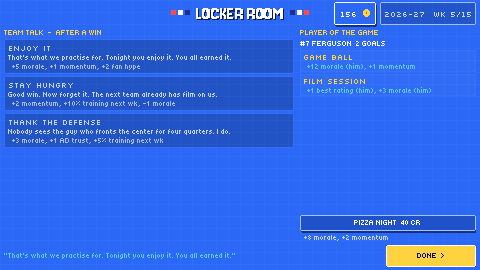 LOCKER ROOM
156
2026-27 WK 5/15
TEAM TALK - AFTER A WIN
ENJOY IT
That's what we practise for. Tonight you enjoy it. You all earned it.
+5 morale, +1 momentum, +2 fan hype
STAY HUNGRY
Good win. Now forget it. The next team already has film on us.
+2 momentum, +10% training next wk, -1 morale
THANK THE DEFENSE
Nobody sees the guy who fronts the center for four quarters. I do.
+3 morale, +1 AD trust, +5% training next wk
PLAYER OF THE GAME
#7 FERGUSON 2 GOALS
GAME BALL
+12 morale (him), +1 momentum
FILM SESSION
+1 best rating (him), +3 morale (him)
PIZZA NIGHT 40 CR
+8 morale, +2 momentum
"That's what we practise for. Tonight you enjoy it. You all earned it."
DONE >